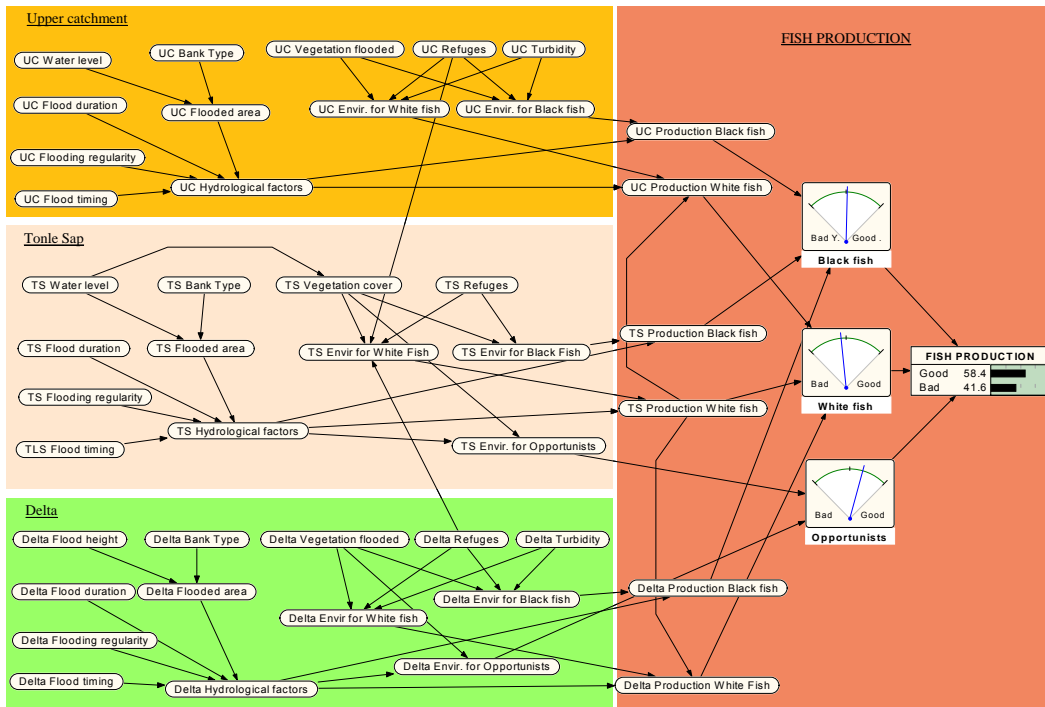 Upper catchment
UC Water level
UC Bank Type
UC Vegetation flooded
UC Refuges
UC Turbidity
UC Flood duration
UC Flooded area
UC Envir. for White fish
UC Envir. for Black fish
UC Flooding regularity
UC Hydrological factors
UC Flood timing
Tonle Sap
TS Water level
TS Bank Type
TS Vegetation cover
TS Refuges
TS Flood duration
TS Flooded area
TS Envir for White Fish
TS Envir for Black Fish
TS Flooding regularity
TS Hydrological factors
TLS Flood timing
TS Envir. for Opportunists
Delta
Delta Flood height
Delta Bank Type
Delta Vegetation flooded
Delta Refuges
Delta Turbidity
Delta Flood duration
Delta Flooded area
Delta Envir for Black fish
Delta Envir for White fish
Delta Flooding regularity
Delta Envir. for Opportunists
Delta Flood timing
Delta Hydrological factors
FISH PRODUCTION
UC Production Black fish
UC Production White fish
TS Production Black fish
TS Production White fish
Delta Production Black fish
Delta Production White Fish
Bad Y. Good .
Black fish
Bad Good
White fish
Bad Good
Opportunists
FISH PRODUCTION
Good 58.4
Bad 41.6